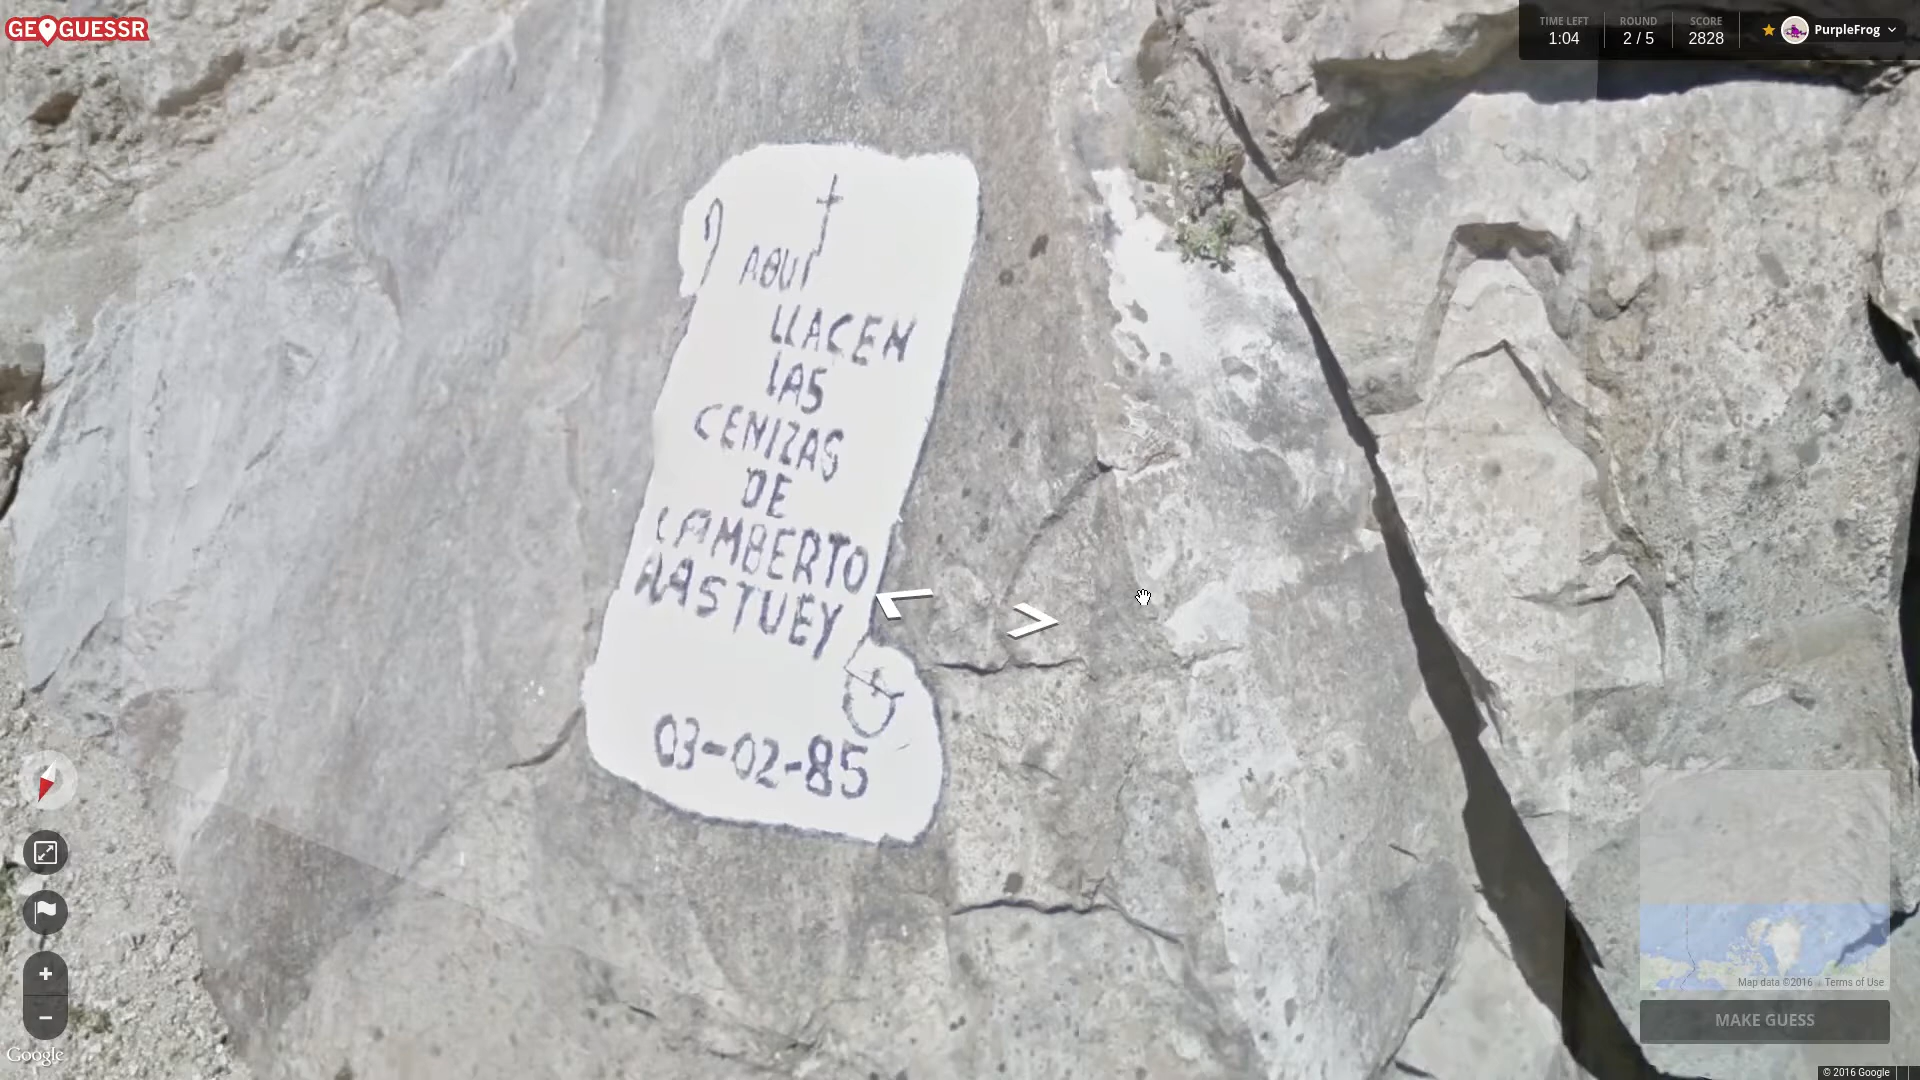 GEOGUESSR
TIME LEFT
1:04
ROUND
2 / 5
SCORE
2828
PurpleFrog
AQUI
LLACEN
LAS
CENIZAS
DE
LAMBERTO
HASTUEY
03-02-85
Map data ©2016
Terms of Use
MAKE GUESS
Google
© 2016 Google